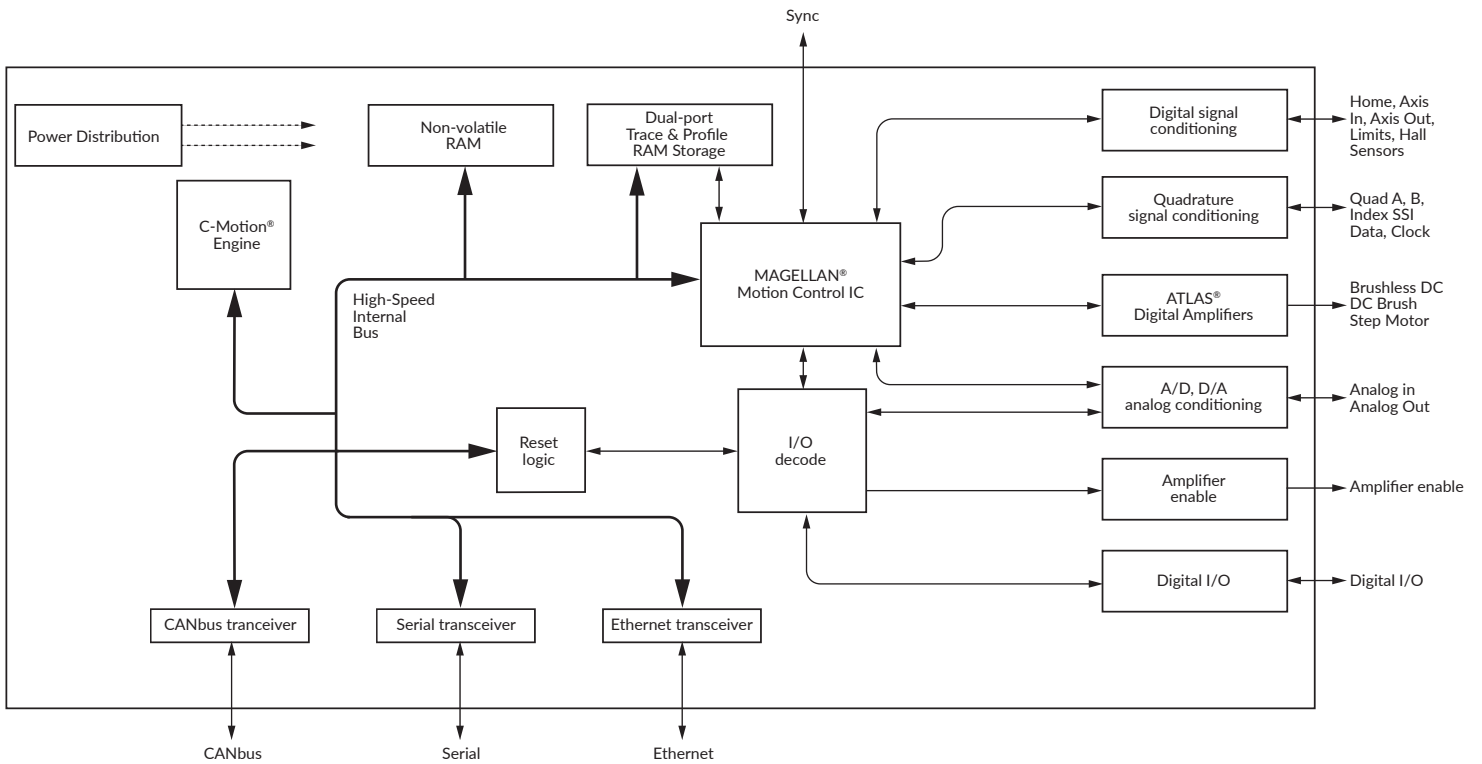 Sync
Power Distribution
Non-volatile
RAM
Dual-port
Trace & Profile
RAM Storage
Digital signal
conditioning
Home, Axis
In, Axis Out,
Limits, Hall
Sensors
C-Motion®
Engine
Quadrature
signal conditioning
Quad A, B,
Index SSI
Data, Clock
MAGELLAN®
Motion Control IC
High-Speed
Internal
Bus
ATLAS®
Digital Amplifiers
Brushless DC
DC Brush
Step Motor
A/D, D/A
analog conditioning
Analog in
Analog Out
Reset
logic
I/O
decode
Amplifier
enable
Amplifier enable
Digital I/O
Digital I/O
CANbus tranceiver
Serial transceiver
Ethernet transceiver
CANbus
Serial
Ethernet